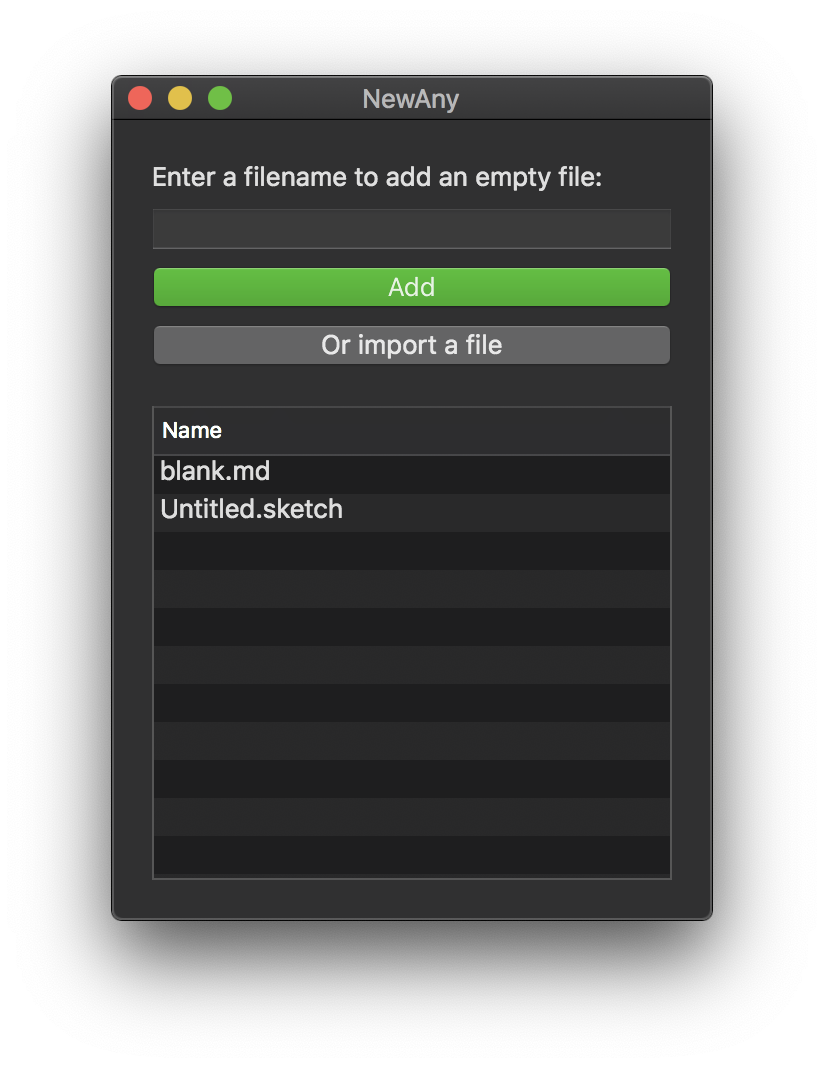 NewAny
Enter a filename to add an empty file:
Add
Or import a file
Name
blank.md
Untitled.sketch